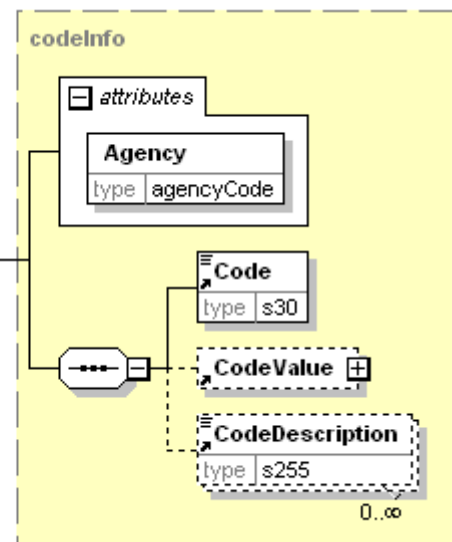 codeInfo
attributes
Agency
type agencyCode
Code
type s30
CodeValue
CodeDescription
type s255
0..∞